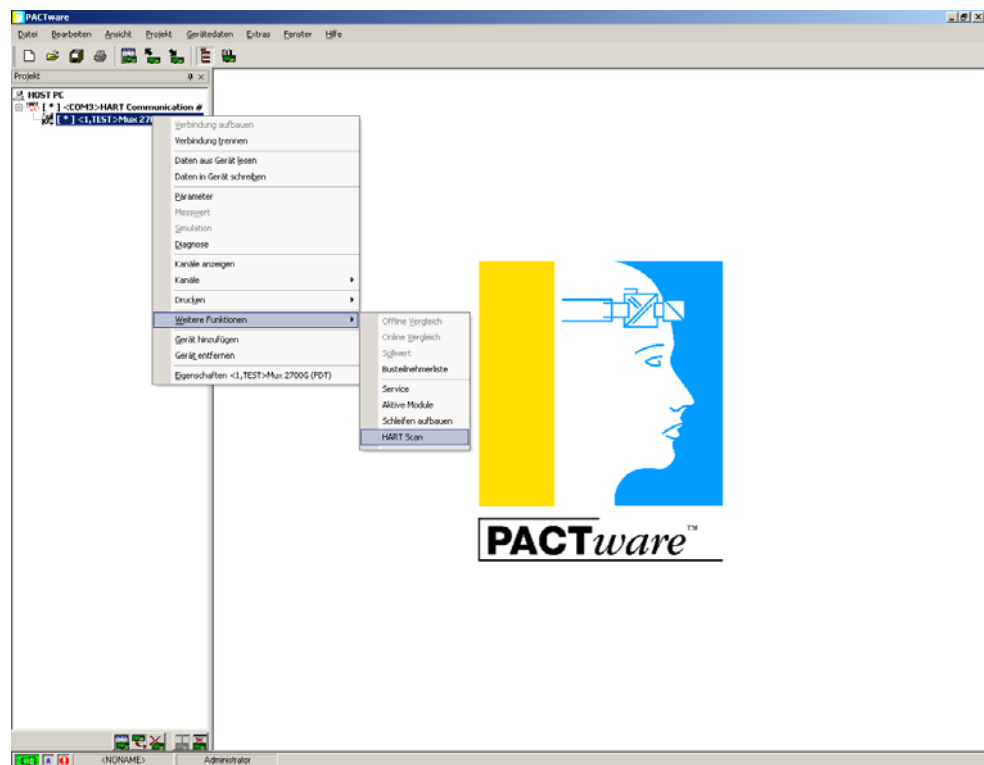 PACTware
Datei Bearbeiten Ansicht Projekt Gerätedaten Extras Fenster Hilfe
Projekt
HOST PC
[ * ] <COM3>HART Communication #
[ * ] <1,TEST>Mux 270
Verbindung aufbauen
Verbindung trennen
Daten aus Gerät lesen
Daten in Gerät schreiben
Parameter
Messwert
Simulation
Diagnose
Kanäle anzeigen
Kanäle
Drucken
Weitere Funktionen
Gerät hinzufügen
Gerät entfernen
Eigenschaften <1,TEST>Mux 2700G (FDT)
Offline Vergleich
Online Vergleich
Sollwert
Busteilnehmerliste
Service
Aktive Module
Schleifen aufbauen
HART Scan
PACTware™
<NONAME> Administrator